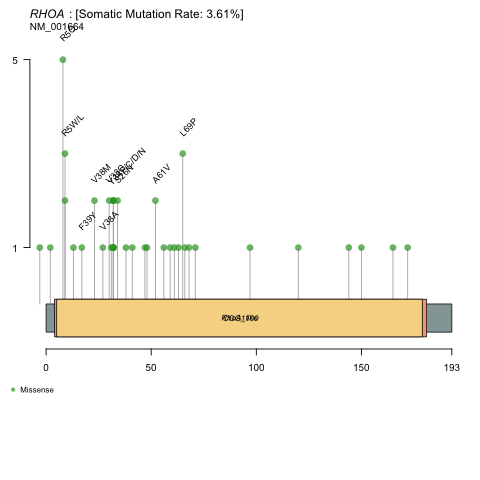 RHOA : [Somatic Mutation Rate: 3.61%]
NM_001664
5
R5W/L
L69P
V38M
F39Y
V38A
A61V
1
0
50
100
150
193
Missense